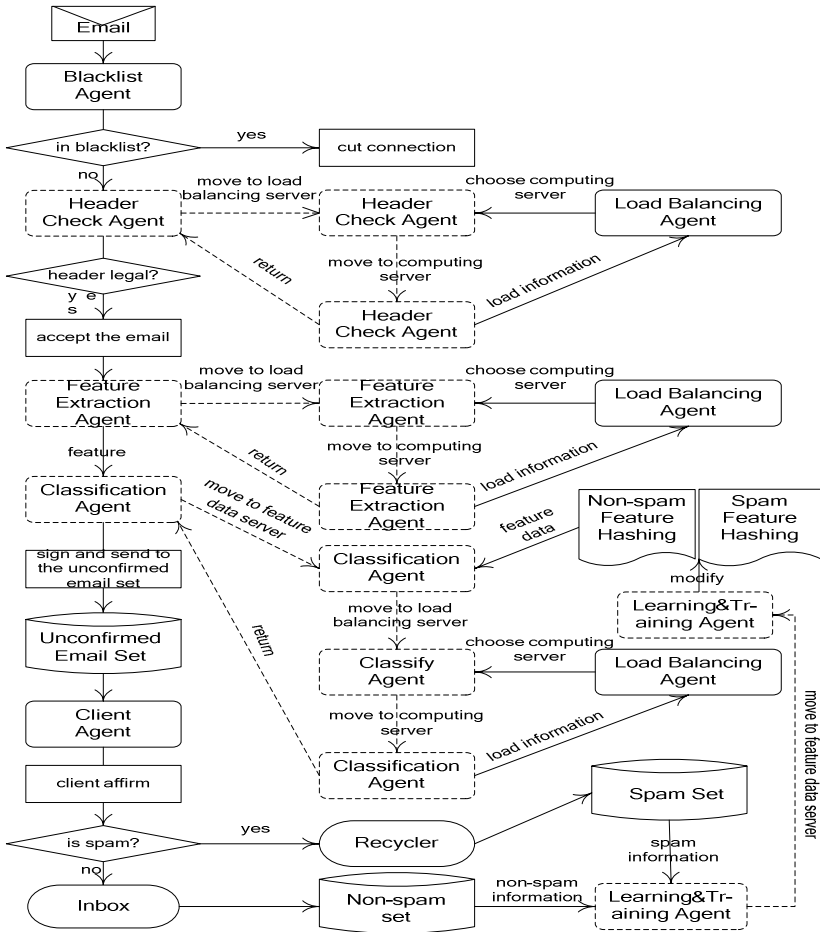 Email
Blacklist
Agent
in blacklist?
yes
cut connection
no
Header
Check Agent
move to load
balancing server
Header
Check Agent
choose computing
server
Load Balancing
Agent
header legal?
return
move to computing
server
load information
y e
s
Header
Check Agent
accept the email
Feature
Extraction
Agent
move to load
balancing server
Feature
Extraction
Agent
choose computing
server
Load Balancing
Agent
feature
return
move to computing
server
load information
Classification
Agent
move to feature
data server
Feature
Extraction Agent
feature
data
Non-spam
Feature
Hashing
Spam
Feature
Hashing
sign and send to
the unconfirmed
email set
Classification
Agent
modify
Learning&Tr-
aining Agent
Unconfirmed
Email Set
return
move to load
balancing server
Classify
Agent
choose computing
server
Load Balancing
Agent
Client
Agent
move to computing
server
load information
move to feature data server
client affirm
Classification
Agent
Spam Set
is spam?
yes
Recycler
spam
information
no
Inbox
Non-spam
set
non-spam
information
Learning&Tr-
aining Agent